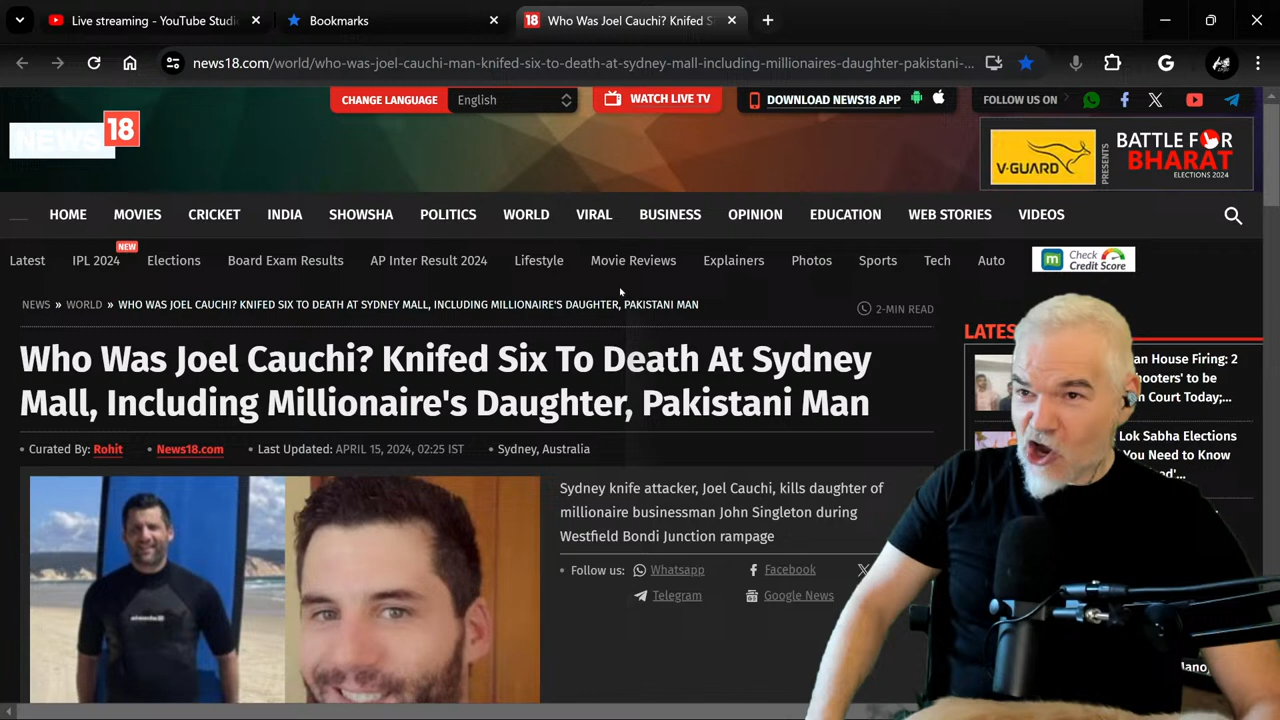 Live streaming - YouTube Studi
Bookmarks
18 Who Was Joel Cauchi? Knifed S
news18.com/world/who-was-joel-cauchi-man-knifed-six-to-death-at-sydney-mall-including-millionaires-daughter-pakistani-...
CHANGE LANGUAGE English
WATCH LIVE TV
DOWNLOAD NEWS18 APP
FOLLOW US ON
NEWS 18
V-GUARD
PRESENTS
BATTLE FOR
BHARAT
ELECTIONS 2024
HOME MOVIES CRICKET INDIA SHOWSHA POLITICS WORLD VIRAL BUSINESS OPINION EDUCATION WEB STORIES VIDEOS
NEW
Latest IPL 2024 Elections Board Exam Results AP Inter Result 2024 Lifestyle Movie Reviews Explainers Photos Sports Tech Auto
m Check
Credit Score
NEWS » WORLD » WHO WAS JOEL CAUCHI? KNIFED SIX TO DEATH AT SYDNEY MALL, INCLUDING MILLIONAIRE'S DAUGHTER, PAKISTANI MAN
2-MIN READ
Who Was Joel Cauchi? Knifed Six To Death At Sydney
Mall, Including Millionaire's Daughter, Pakistani Man
• Curated By: Rohit • News18.com • Last Updated: APRIL 15, 2024, 02:25 IST • Sydney, Australia
Sydney knife attacker, Joel Cauchi, kills daughter of
millionaire businessman John Singleton during
Westfield Bondi Junction rampage
• Follow us: Whatsapp Facebook X
Telegram Google News
LATES
an House Firing: 2
hooters' to be
n Court Today;...
Lok Sabha Elections
You Need to Know